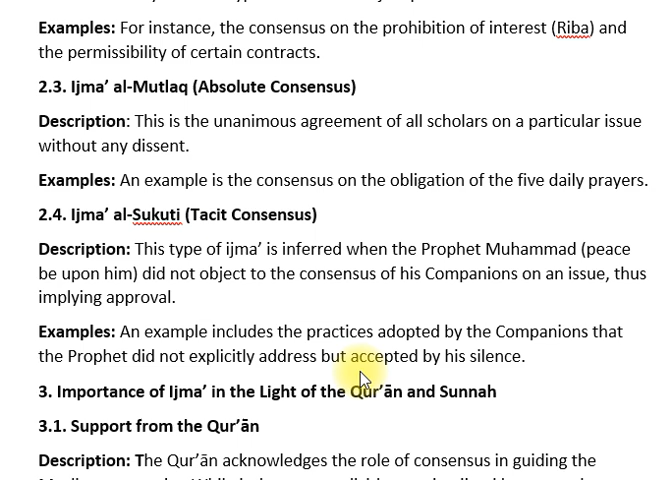 Examples: For instance, the consensus on the prohibition of interest (Riba) and
the permissibility of certain contracts.
2.3. Ijma’ al-Mutlaq (Absolute Consensus)
Description: This is the unanimous agreement of all scholars on a particular issue
without any dissent.
Examples: An example is the consensus on the obligation of the five daily prayers.
2.4. Ijma’ al-Sukuti (Tacit Consensus)
Description: This type of ijma’ is inferred when the Prophet Muhammad (peace
be upon him) did not object to the consensus of his Companions on an issue, thus
implying approval.
Examples: An example includes the practices adopted by the Companions that
the Prophet did not explicitly address but accepted by his silence.
3. Importance of Ijma’ in the Light of the Qur’ān and Sunnah
3.1. Support from the Qur’ān
Description: The Qur’ān acknowledges the role of consensus in guiding the